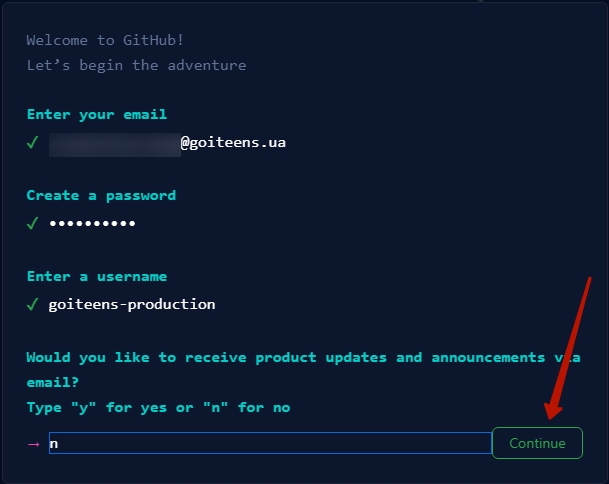 Welcome to GitHub!
Let’s begin the adventure
Enter your email
✓ @goiteens.ua
Create a password
✓ ••••••••••
Enter a username
✓ goiteens-production
Would you like to receive product updates and announcements via
email?
Type "y" for yes or "n" for no
→ n Continue